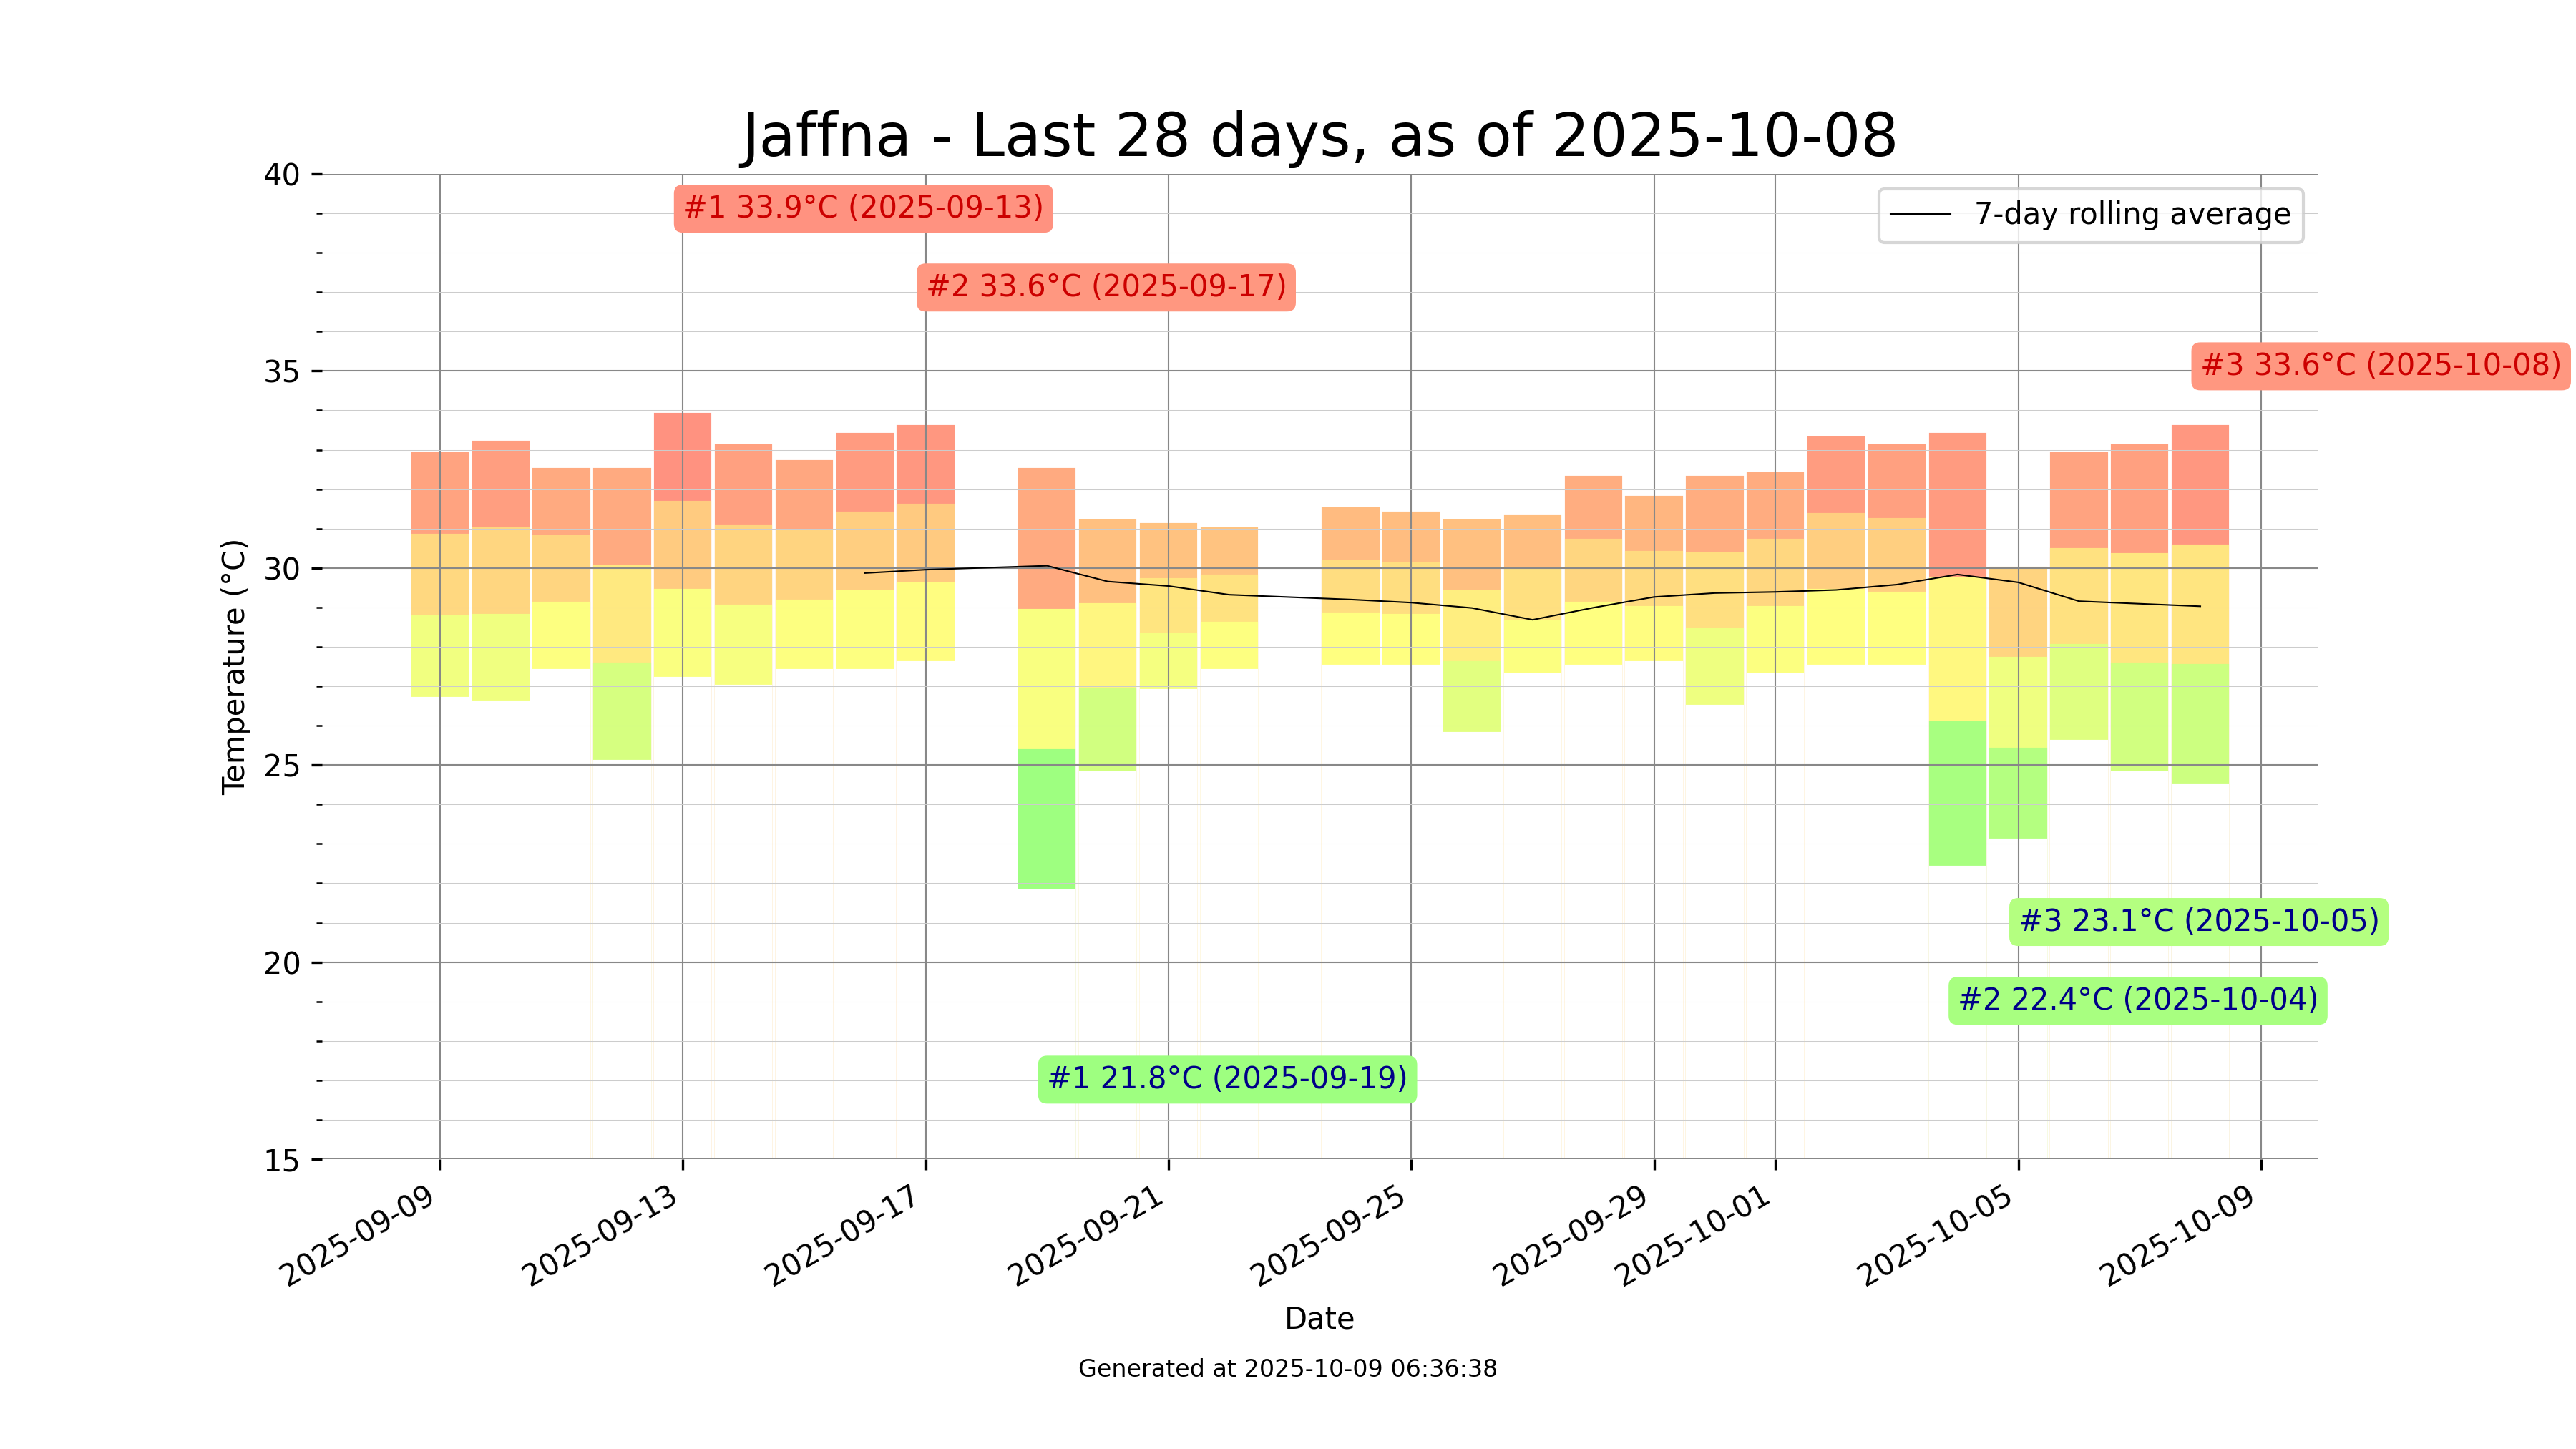 Jaffna - Last 28 days, as of 2025-10-08
40
#1 33.9°C (2025-09-13)
7-day rolling average
#2 33.6°C (2025-09-17)
#3 33.6°C (2025-10-08)
35
30
Temperature (°C)
25
#3 23.1°C (2025-10-05)
20
#2 22.4°C (2025-10-04)
#1 21.8°C (2025-09-19)
15
2025-09-09
2025-09-13
2025-09-17
2025-09-21
2025-09-25
2025-09-29
2025-10-01
2025-10-05
2025-10-09
Date
Generated at 2025-10-09 06:36:38